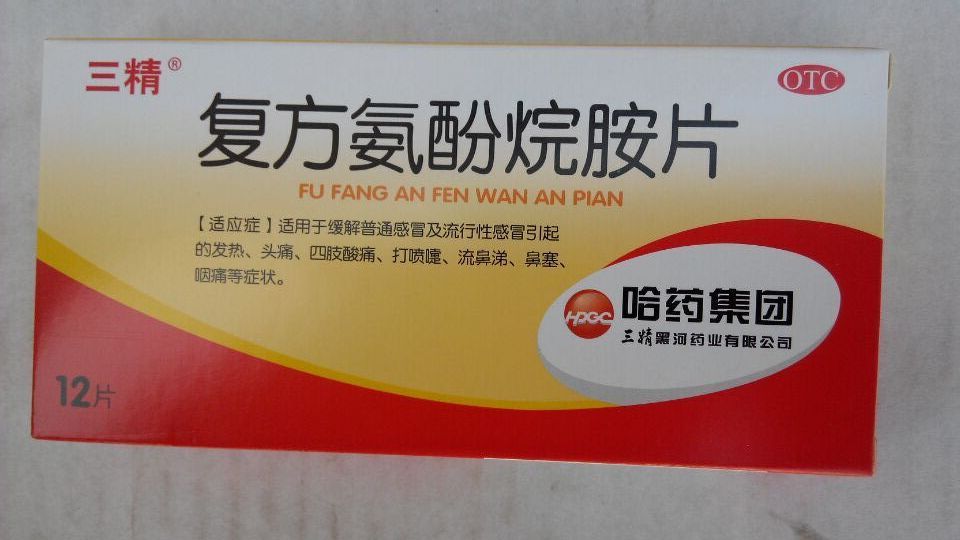 三精®
OTC
复方氨酚烷胺片
FU FANG AN FEN WAN AN PIAN
【适应症】适用于缓解普通感冒及流行性感冒引起
的发热、头痛、四肢酸痛、打喷嚏、流鼻涕、鼻塞、
咽痛等症状。
HPGC
哈药集团
三精黑河药业有限公司
12片